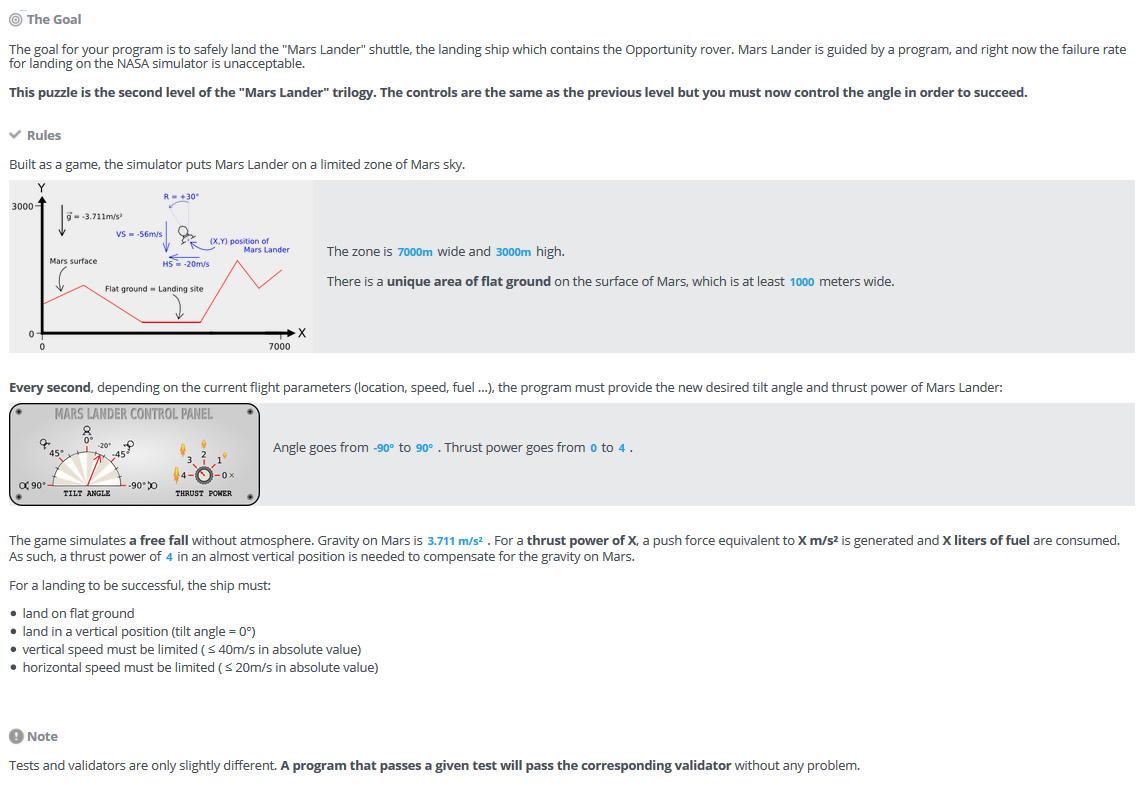 The Goal
The goal for your program is to safely land the "Mars Lander" shuttle, the landing ship which contains the Opportunity rover. Mars Lander is guided by a program, and right now the failure rate
for landing on the NASA simulator is unacceptable.
This puzzle is the second level of the "Mars Lander" trilogy. The controls are the same as the previous level but you must now control the angle in order to succeed.
Rules
Built as a game, the simulator puts Mars Lander on a limited zone of Mars sky.
Y
3000
R = +30°
g = -3.711m/s²
VS = -56m/s
(X,Y) position of
Mars Lander
Mars surface
HS = -20m/s
Flat ground = Landing site
0
X
0
7000
The zone is 7000m wide and 3000m high.
There is a unique area of flat ground on the surface of Mars, which is at least 1000 meters wide.
Every second, depending on the current flight parameters (location, speed, fuel ...), the program must provide the new desired tilt angle and thrust power of Mars Lander:
MARS LANDER CONTROL PANEL
0°
-20°
45°
-45°
90°
-90°
TILT ANGLE
3
2
1
4
0
THRUST POWER
Angle goes from -90° to 90° . Thrust power goes from 0 to 4 .
The game simulates a free fall without atmosphere. Gravity on Mars is 3.711 m/s² . For a thrust power of X, a push force equivalent to X m/s² is generated and X liters of fuel are consumed.
As such, a thrust power of 4 in an almost vertical position is needed to compensate for the gravity on Mars.
For a landing to be successful, the ship must:
• land on flat ground
• land in a vertical position (tilt angle = 0°)
• vertical speed must be limited ( ≤ 40m/s in absolute value)
• horizontal speed must be limited ( ≤ 20m/s in absolute value)
Note
Tests and validators are only slightly different. A program that passes a given test will pass the corresponding validator without any problem.